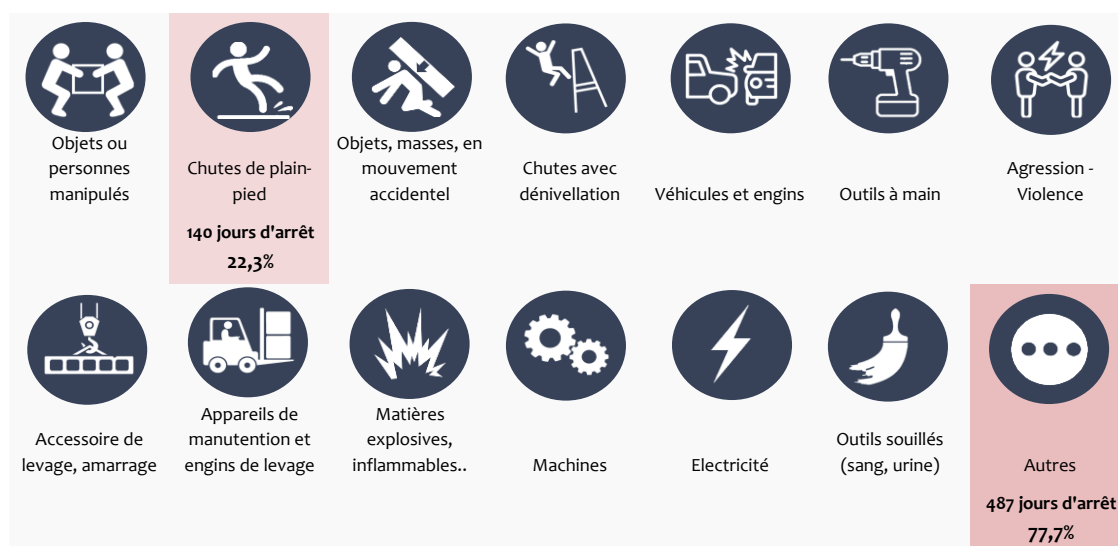 Objets ou
personnes
manipulés
Chutes de plain-
pied
140 jours d'arrêt
22,3%
Objets, masses, en
mouvement
accidentel
Chutes avec
dénivellation
Véhicules et engins
Outils à main
Agression -
Violence
Accessoire de
levage, amarrage
Appareils de
manutention et
engins de levage
Matières
explosives,
inflammables..
Machines
Electricité
Outils souillés
(sang, urine)
Autres
487 jours d'arrêt
77,7%